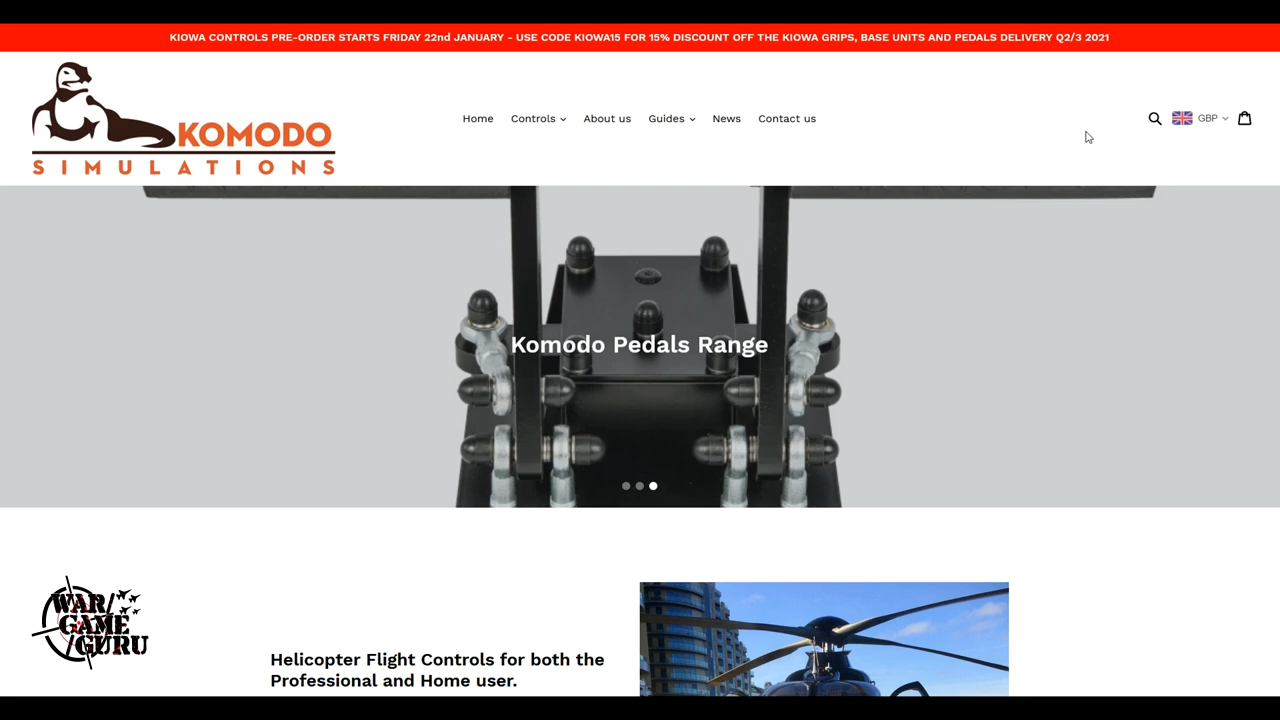 KIOWA CONTROLS PRE-ORDER STARTS FRIDAY 22nd JANUARY - USE CODE KIOWA15 FOR 15% DISCOUNT OFF THE KIOWA GRIPS, BASE UNITS AND PEDALS DELIVERY Q2/3 2021
KOMODO
SIMULATIONS
Home Controls About us Guides News Contact us
GBP
Komodo Pedals Range
WAR/
GAME
/GURU
Helicopter Flight Controls for both the
Professional and Home user.